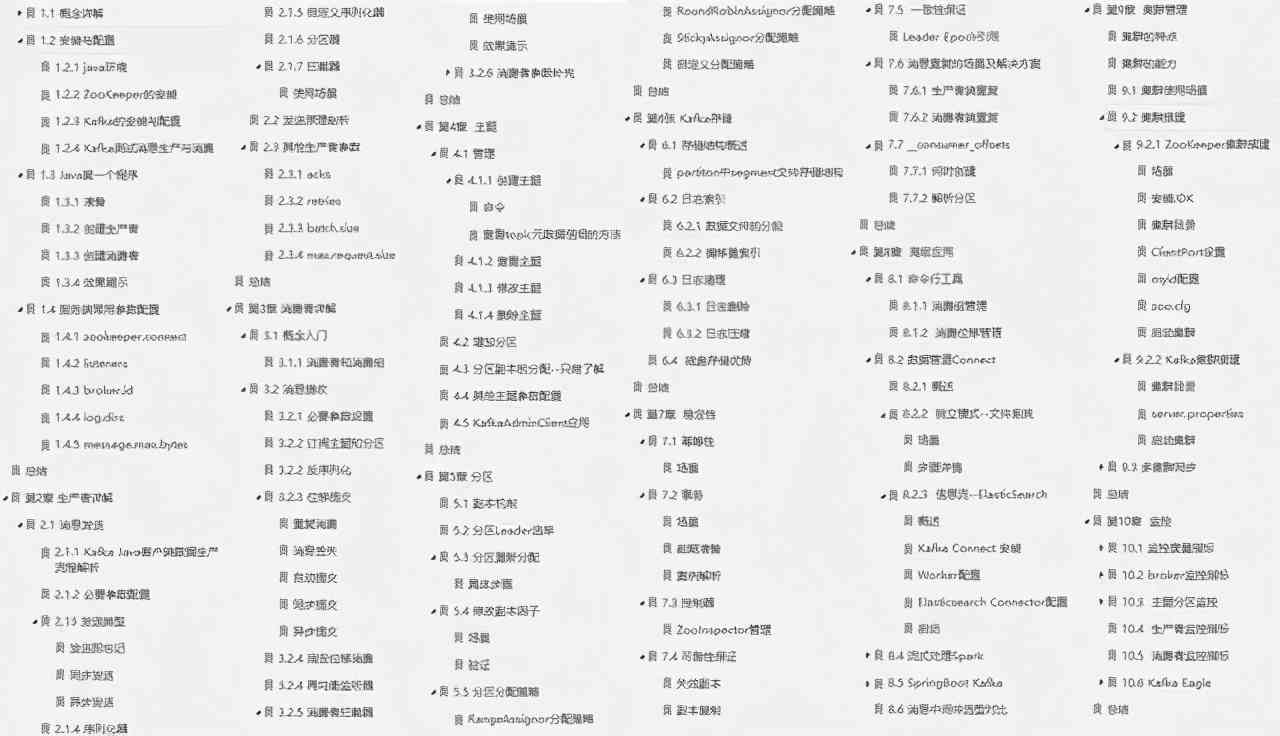 1.1 概念详解
1.2 安装与配置
1.2.1 java环境
1.2.2 ZooKeeper的安装
1.2.3 Kafka的安装与配置
1.2.4 Kafka测试消息生产与消费
1.3 Java第一个程序
1.3.1 准备
1.3.2 创建生产者
1.3.3 创建消费者
1.3.4 效果展示
1.4 服务端常用参数配置
1.4.1 zookeeper.connect
1.4.2 listeners
1.4.3 broker.id
1.4.4 log.dirs
1.4.5 message.max.bytes
总结
第2章 生产者详解
2.1 消息发送
2.1.1 Kafka Java客户端数据生产
流程解析
2.1.2 必要参数配置
2.1.3 发送类型
发送即忘记
同步发送
异步发送
2.1.4 序列化器
2.1.5 自定义序列化器
2.1.6 分区器
2.1.7 拦截器
使用场景
2.2 发送原理剖析
2.3 其他生产者参数
2.3.1 acks
2.3.2 retries
2.3.3 batch.size
2.3.4 max.request.size
总结
第3章 消费者详解
3.1 概念入门
3.1.1 消费者和消费组
3.2 消息接收
3.2.1 必要参数设置
3.2.2 订阅主题和分区
3.2.2 反序列化
3.2.3 位移提交
重复消费
消息丢失
自动提交
同步提交
异步提交
3.2.4 指定位移消费
3.2.4 再均衡监听器
3.2.5 消费者拦截器
使用场景
效果展示
3.2.6 消费者参数补充
总结
第4章 主题
4.1 管理
4.1.1 创建主题
命令
查看topic元数据信息的方法
4.1.2 查看主题
4.1.3 修改主题
4.1.4 删除主题
4.2 增加分区
4.3 分区副本的分配--只做了解
4.4 其他主题参数配置
4.5 KafkaAdminClient应用
总结
第5章 分区
5.1 副本机制
5.2 分区Leader选举
5.3 分区重新分配
具体步骤
5.4 修改副本因子
场景
验证
5.5 分区分配策略
RangeAssignor分配策略
RoundRobinAssignor分配策略
StickyAssignor分配策略
自定义分配策略
总结
第6章 Kafka存储
6.1 存储结构概述
partition中segment文件存储结构
6.2 日志索引
6.2.1 数据文件的分段
6.2.2 偏移量索引
6.3 日志清理
6.3.1 日志删除
6.3.2 日志压缩
6.4 磁盘存储优势
总结
第7章 稳定性
7.1 幂等性
场景
7.2 事务
场景
案例解析
7.3 控制器
ZooInspector管理
7.4 可靠性保证
失效副本
副本复制
7.5 一致性保证
Leader Epoch引入
7.6 消息重复的场景及解决方案
7.6.1 生产者端重复
7.6.2 消费者端重复
7.7 __consumer_offsets
7.7.1 何时创建
7.7.2 解析分区
总结
第8章 高级应用
8.1 命令行工具
8.1.1 消费组管理
8.1.2 消费位移管理
8.2 数据管道Connect
8.2.1 概述
8.2.2 独立模式--文件系统
场景
步骤详情
8.2.3 信息流--ElasticSearch
概述
Kafka Connect 安装
Worker配置
Elasticsearch Connector配置
启动
8.4 流式处理Spark
8.5 SpringBoot Kafka
8.6 消息中间件选型对比
第9章 集群管理
集群的特点
集群的能力
9.1 集群使用场景
9.2 集群搭建
9.2.1 ZooKeeper集群搭建
场景
安装JDK
集群目录
ClientPort设置
myid配置
zoo.cfg
启动集群
9.2.2 Kafka集群搭建
集群目录
server.properties
启动集群
9.3 多集群同步
总结
第10章 监控
10.1 监控度量指标
10.2 broker监控指标
10.3 主题分区监控
10.4 生产者监控指标
10.5 消费者监控指标
10.6 Kafka Eagle
总结